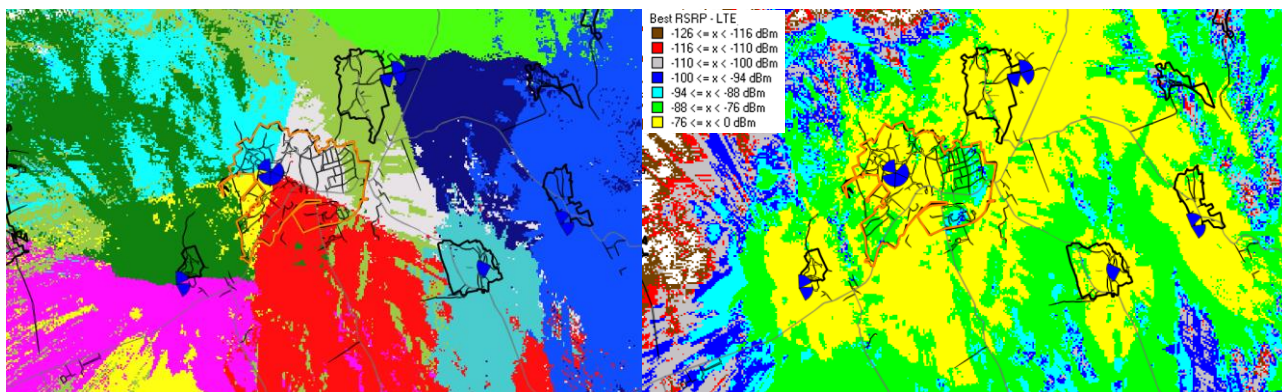 Best RSRP - LTE
-126 <= x < -116 dBm
-116 <= x < -110 dBm
-110 <= x < -100 dBm
-100 <= x < -94 dBm
-94 <= x < -88 dBm
-88 <= x < -76 dBm
-76 <= x < 0 dBm